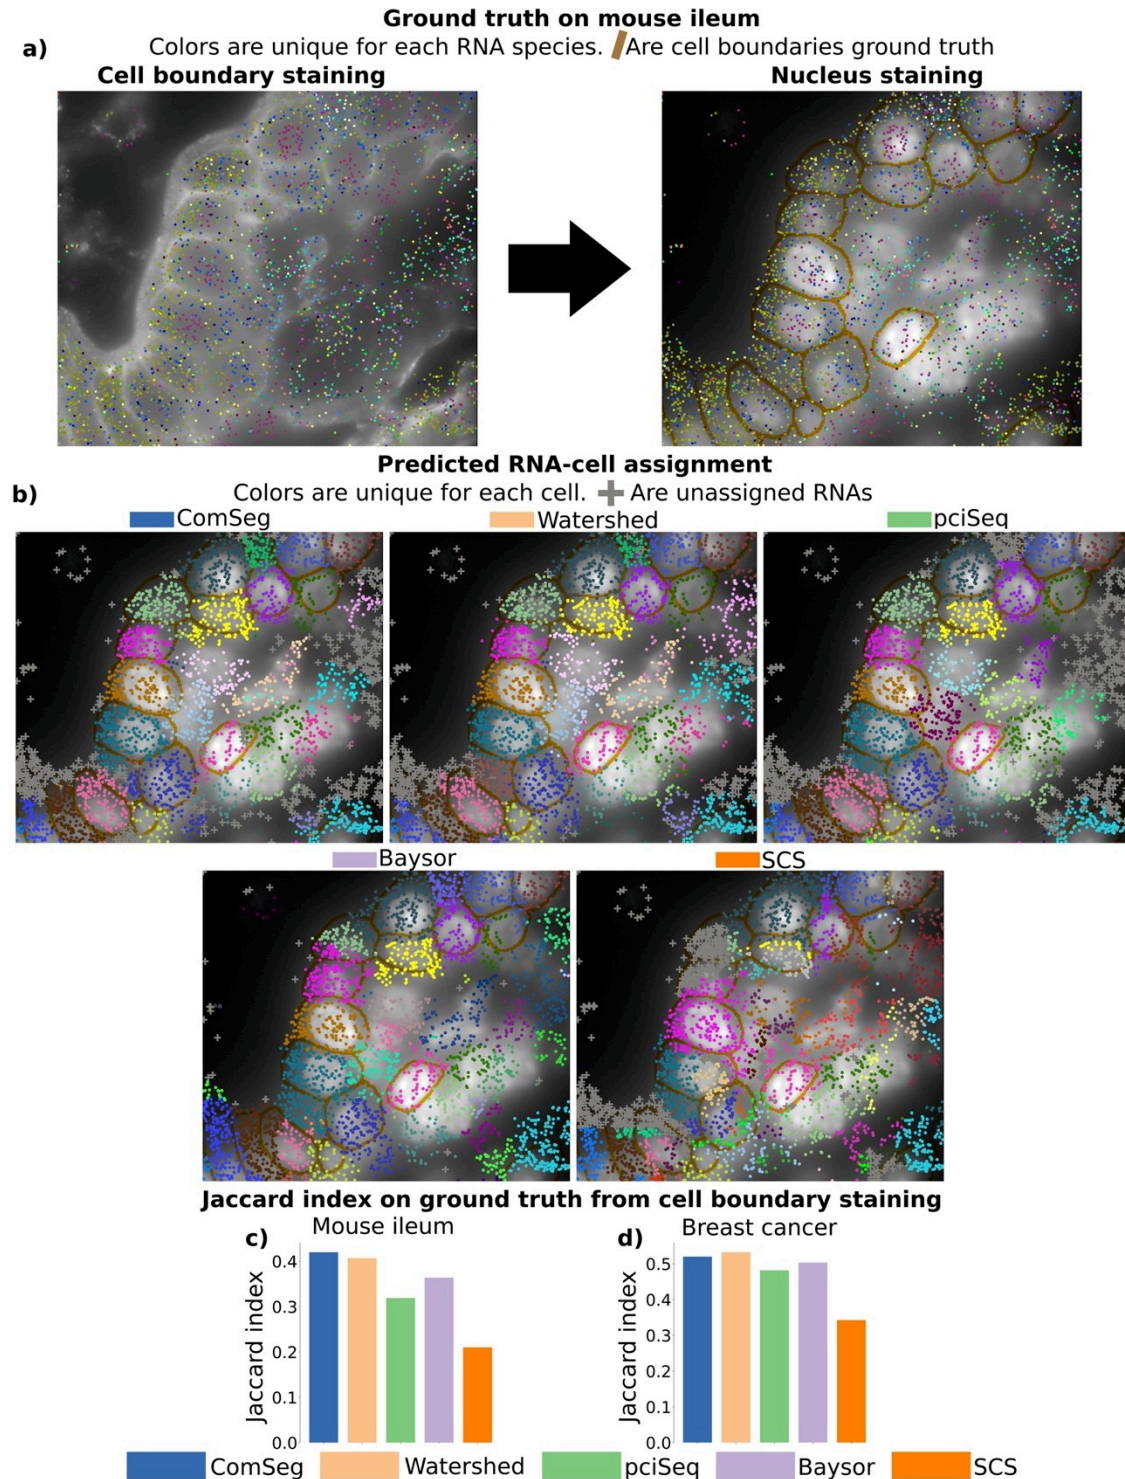 Ground truth on mouse ileum
a)
Colors are unique for each RNA species. Are cell boundaries ground truth
Cell boundary staining
Nucleus staining
Predicted RNA-cell assignment
b)
Colors are unique for each cell. Are unassigned RNAs
ComSeg
Watershed
pciSeq
Baysor
SCS
Jaccard index on ground truth from cell boundary staining
c)
Mouse ileum
Jaccard index
0.4
0.3
0.2
0.1
0.0
d)
Breast cancer
Jaccard index
0.5
0.4
0.3
0.2
0.1
0.0
ComSeg
Watershed
pciSeq
Baysor
SCS